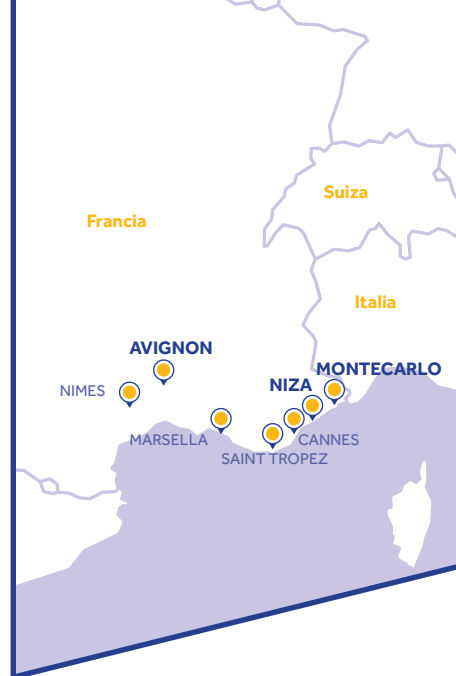 Suiza
Francia
Italia
AVIGNON
MONTECARLO
NIZA
NIMES
MARSELLA
CANNES
SAINT TROPEZ